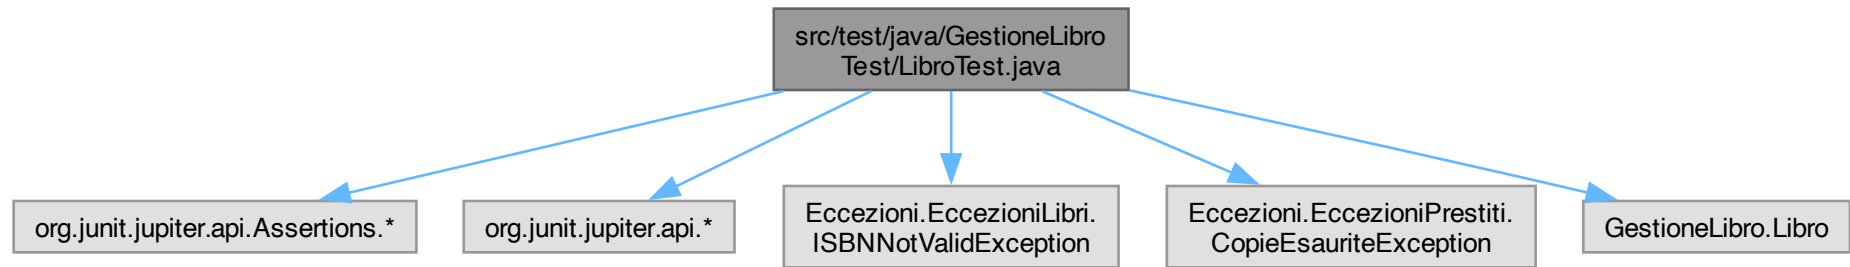 src/test/java/GestioneLibro
Test/LibroTest.java
org.junit.jupiter.api.Assertions.*
org.junit.jupiter.api.*
Eccezioni.EccezioniLibri.
ISBNNotValidException
Eccezioni.EccezioniPrestiti.
CopieEsauriteException
GestioneLibro.Libro